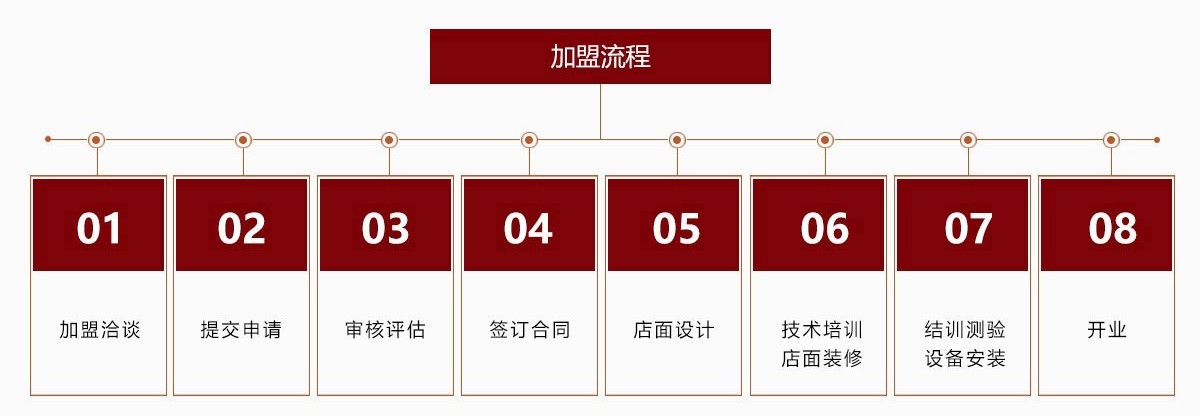 加盟流程
01
02
03
04
05
06
07
08
加盟洽谈
提交申请
审核评估
签订合同
店面设计
技术培训
店面装修
结训测验
设备安装
开业